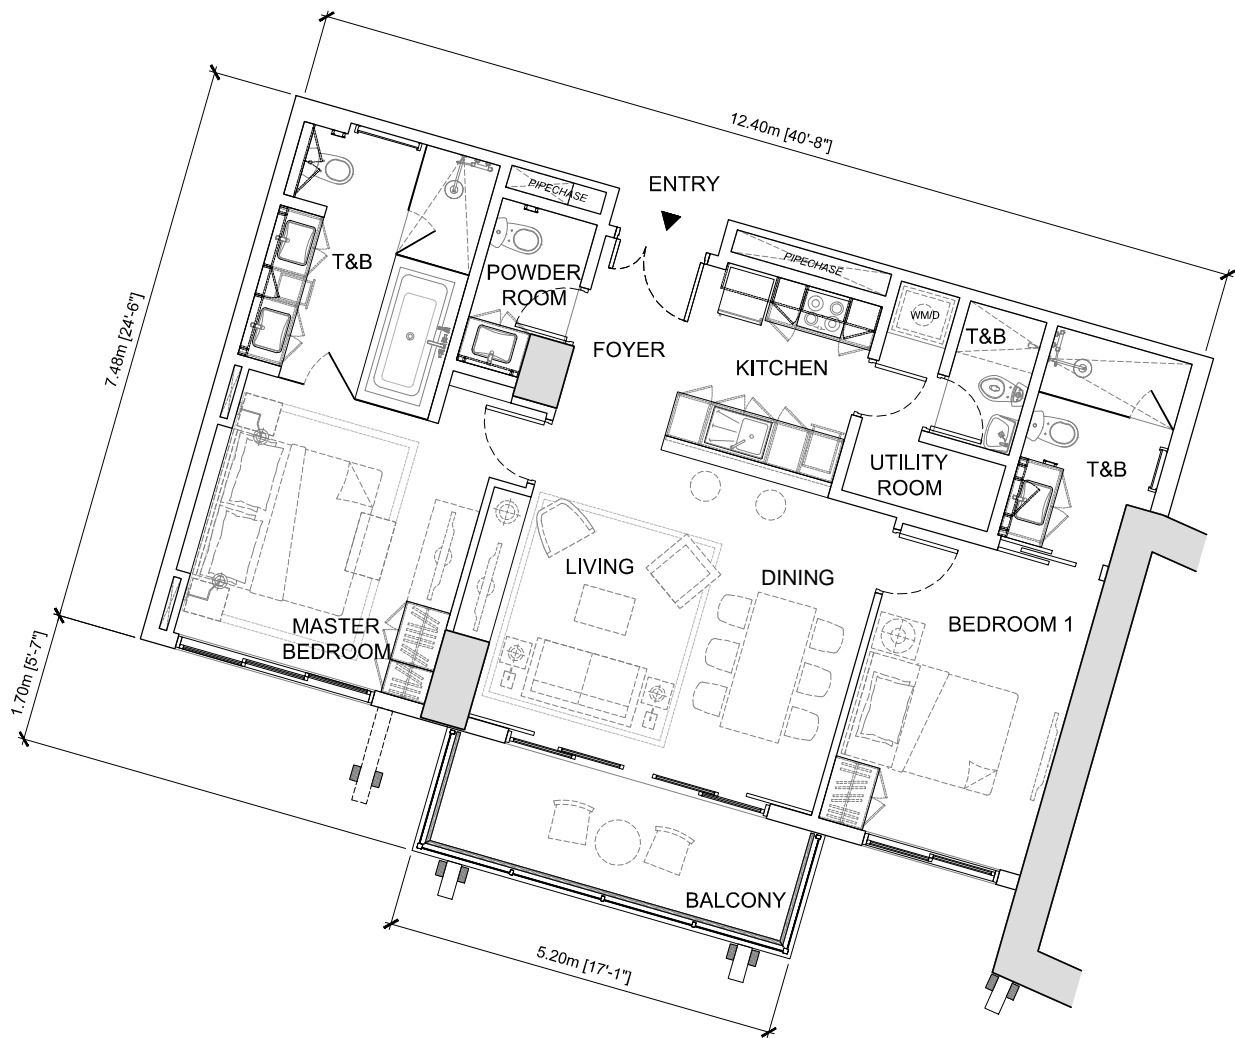 12.40m [40'-8"]
ENTRY
PIPECHASE
T&B
POWDER
ROOM
PIPECHASE
7.48m [24'-6"]
WM/D
T&B
FOYER
KITCHEN
UTILITY
ROOM
T&B
LIVING
DINING
MASTER
BEDROOM
BEDROOM 1
1.70m [5'-7"]
BALCONY
5.20m [17'-1"]